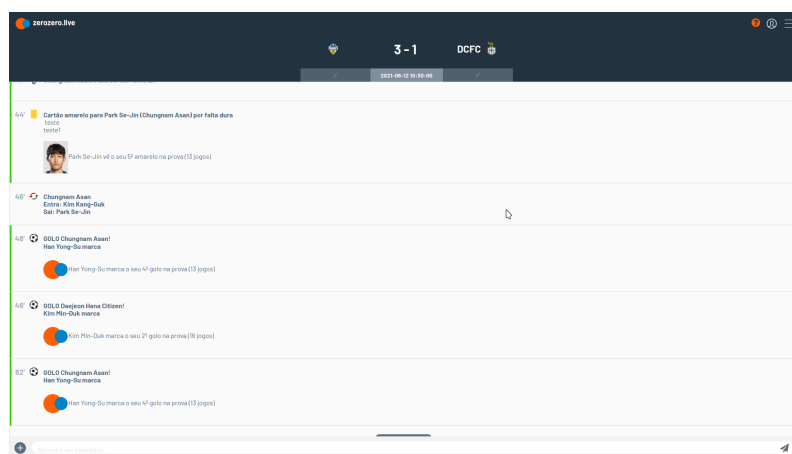 zerozero.live
3 - 1
DCFC
2021-06-12 10:30:00
44'
Cartão amarelo para Park Se-Jin (Chungnam Asan) por falta dura
teste
teste1
Park Se-Jin vê o seu 5º amarelo na prova (13 jogos)
46'
Chungnam Asan
Entra: Kim Kang-Guk
Sai: Park Se-Jin
48'
GOLO Chungnam Asan!
Han Yong-Su marca
Han Yong-Su marca o seu 4º golo na prova (13 jogos)
48'
GOLO Daejeon Hana Citizen!
Kim Min-Duk marca
Kim Min-Duk marca o seu 2º golo na prova (16 jogos)
62'
GOLO Chungnam Asan!
Han Yong-Su marca
Han Yong-Su marca o seu 4º golo na prova (13 jogos)